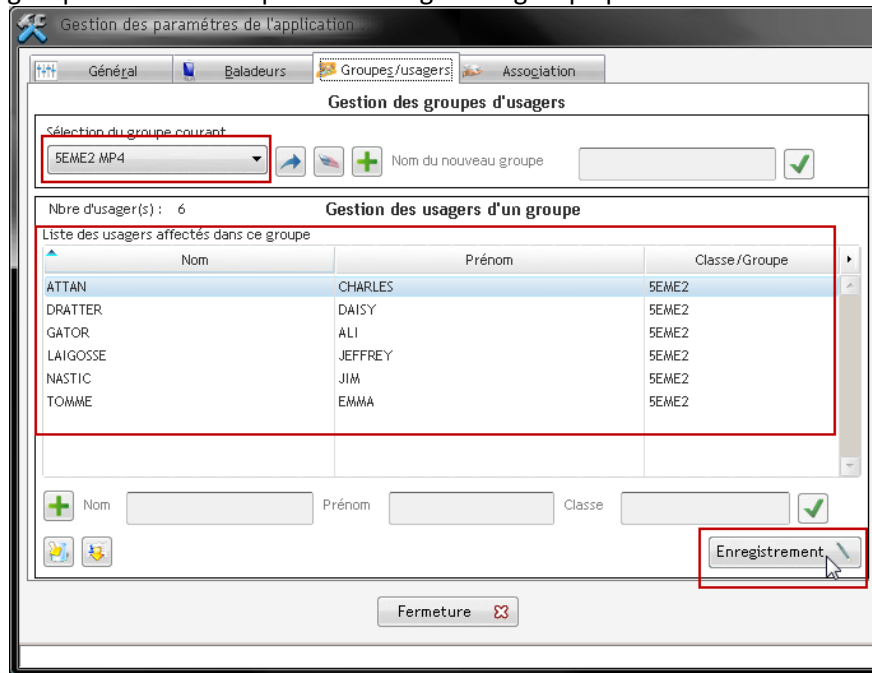 Gestion des paramétres de l'application ...
Général Baladeurs Groupes/usagers Association
Gestion des groupes d'usagers
Sélection du groupe courant
5EME2 MP4 Nom du nouveau groupe
Nbre d'usager(s) : 6 Gestion des usagers d'un groupe
Liste des usagers affectés dans ce groupe
Nom Prénom Classe/Groupe
ATTAN CHARLES 5EME2
DRATTER DAISY 5EME2
GATOR ALI 5EME2
LAIGOSSE JEFFREY 5EME2
NASTIC JIM 5EME2
TOMME EMMA 5EME2
Nom Prénom Classe
Enregistrement
Fermeture